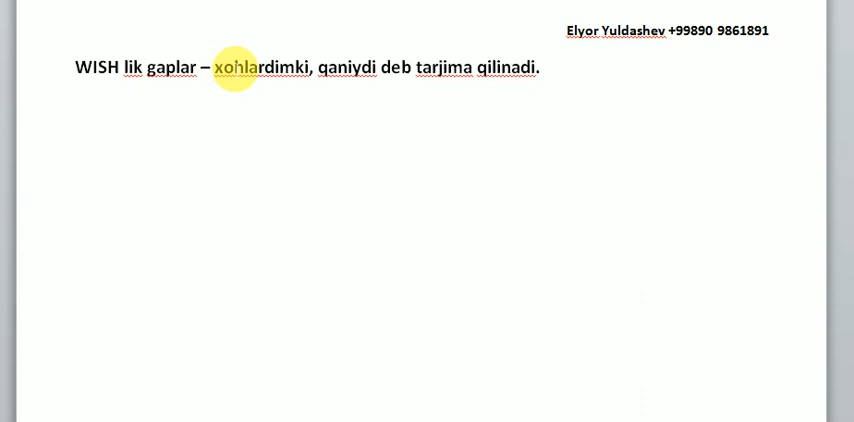 Elyor Yuldashev +99890 9861891
WISH lik gaplar – xohlardimki, qaniydi deb tarjima qilinadi.